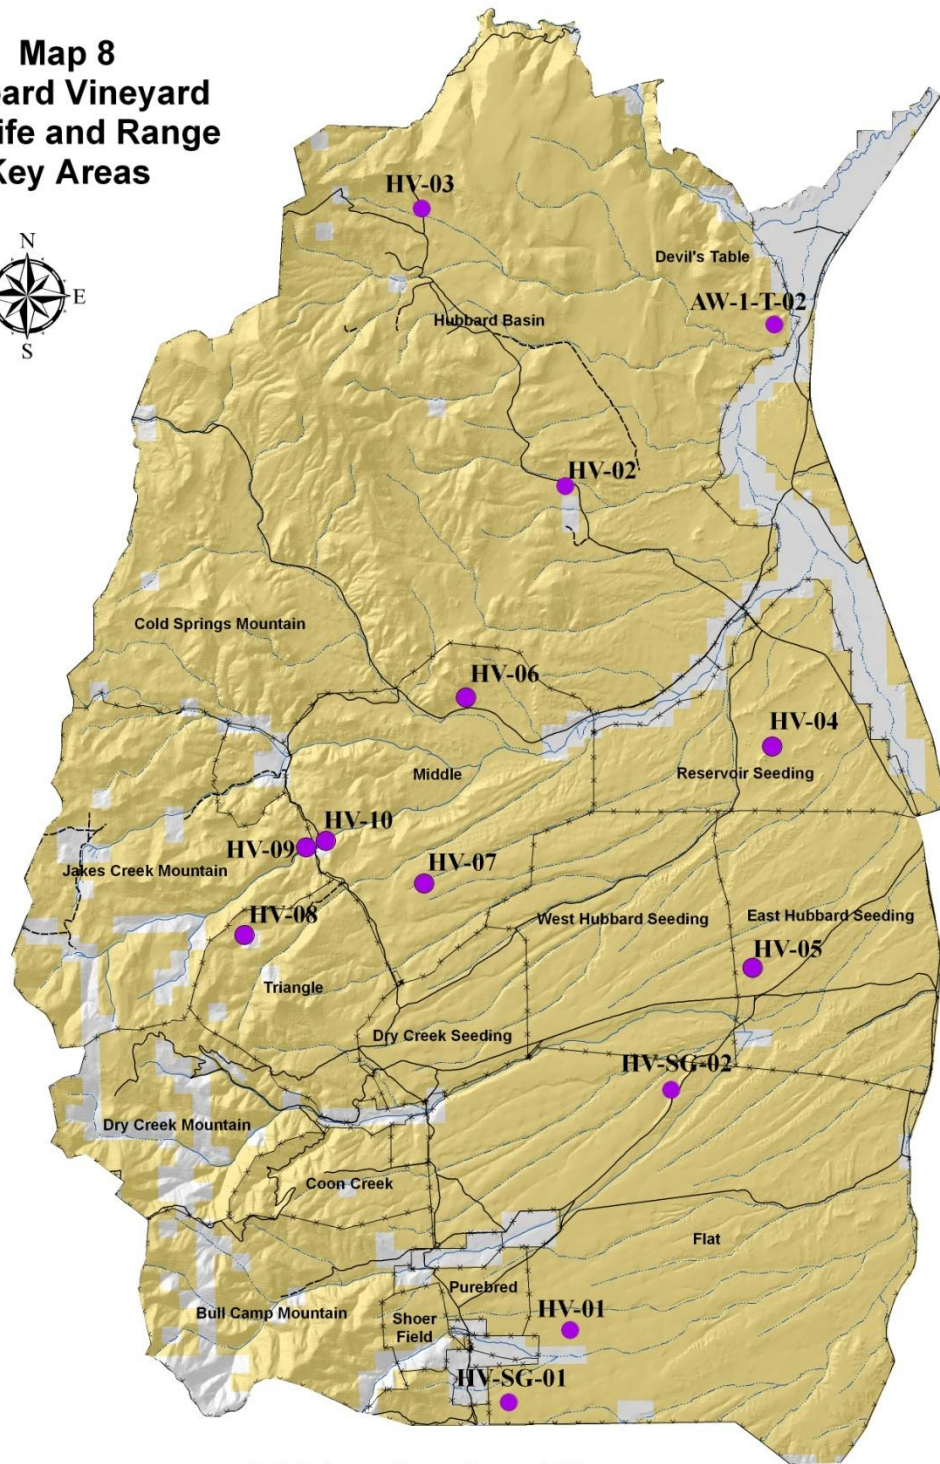 Map 8
ard Vineyard
ife and Range
Key Areas
N
E
S
HV-03
Devil's Table
AW-1-T-02
Hubbard Basin
HV-02
Cold Springs Mountain
HV-06
HV-04
Middle
Reservoir Seeding
HV-10
HV-09
Jakes Creek Mountain
HV-07
HV-08
West Hubbard Seeding
East Hubbard Seeding
HV-05
Triangle
Dry Creek Seeding
HV-SG-02
Dry Creek Mountain
Coon Creek
Flat
Purebred
Bull Camp Mountain
Shoer
Field
HV-01
HV-SG-01